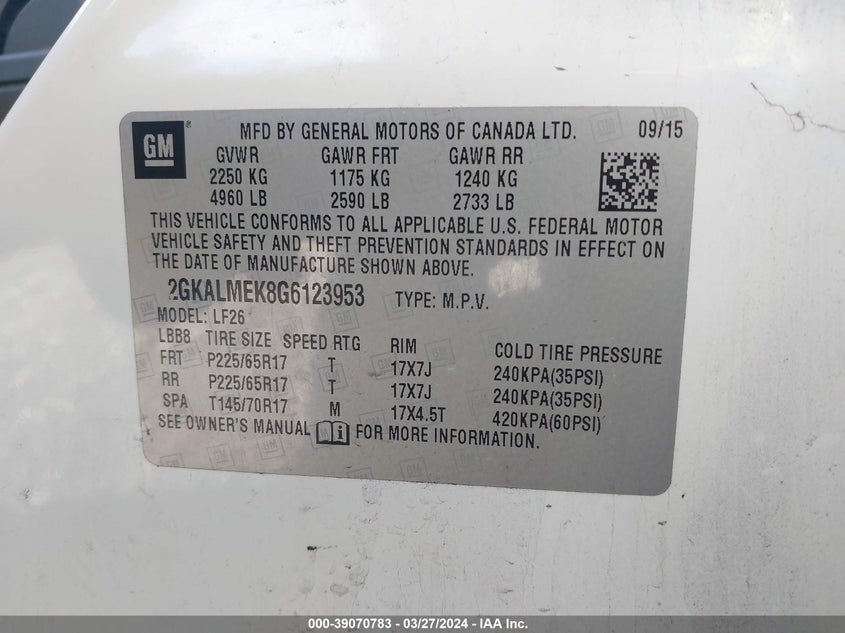 GM ® MFD BY GENERAL MOTORS OF CANADA LTD. 09/15
GVWR GAWR FRT GAWR RR
2250 KG 1175 KG 1240 KG
4960 LB 2590 LB 2733 LB
THIS VEHICLE CONFORMS TO ALL APPLICABLE U.S. FEDERAL MOTOR
VEHICLE SAFETY AND THEFT PREVENTION STANDARDS IN EFFECT ON
THE DATE OF MANUFACTURE SHOWN ABOVE.
2GKALMEK8G6123953 TYPE: M.P.V.
MODEL: LF26
LBB8 TIRE SIZE SPEED RTG RIM COLD TIRE PRESSURE
FRT P225/65R17 T 17X7J 240KPA(35PSI)
RR P225/65R17 T 17X7J 240KPA(35PSI)
SPA T145/70R17 M 17X4.5T 420KPA(60PSI)
SEE OWNER'S MANUAL FOR MORE INFORMATION.
000-39070783 - 03/27/2024 - IAA Inc.